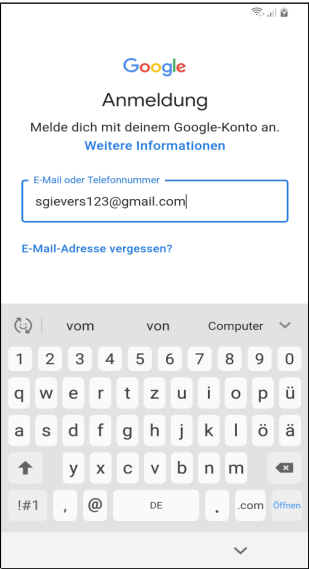 Google
Anmeldung
Melde dich mit deinem Google-Konto an.
Weitere Informationen
E-Mail oder Telefonnummer
sgievers123@gmail.com
E-Mail-Adresse vergessen?
vom von Computer
1 2 3 4 5 6 7 8 9 0
q w e r t z u i o p ü
a s d f g h j k l ö ä
y x c v b n m
!#1 , @ DE . .com Öffnen